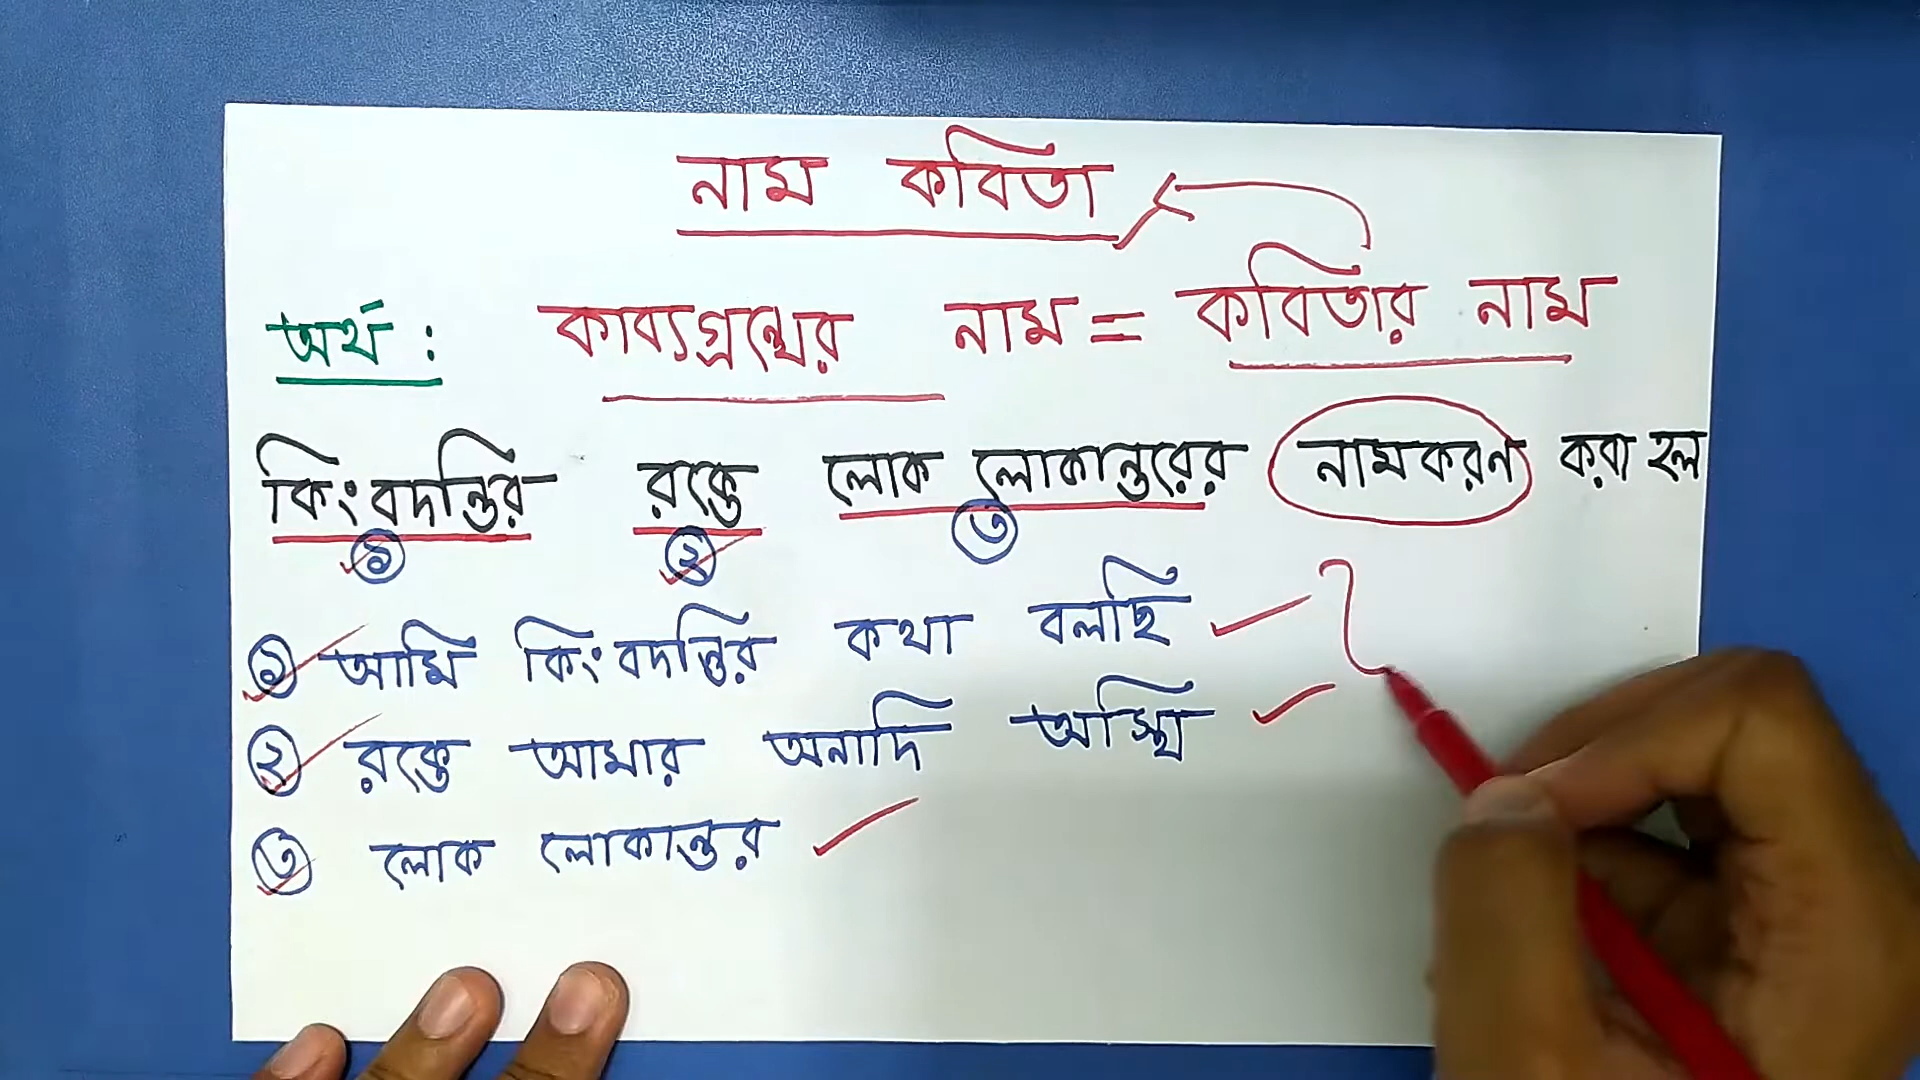 নাম কবিতা
অর্থ : কাব্যগ্রন্থের নাম = কবিতার নাম
কিংবদন্তির রক্তে লোক লোকান্তরের নামকরন করা হল
১ ২ ৩
১ আমি কিংবদন্তির কথা বলছি
২ রক্তে আমার অনাদি অস্থি
৩ লোক লোকান্তর